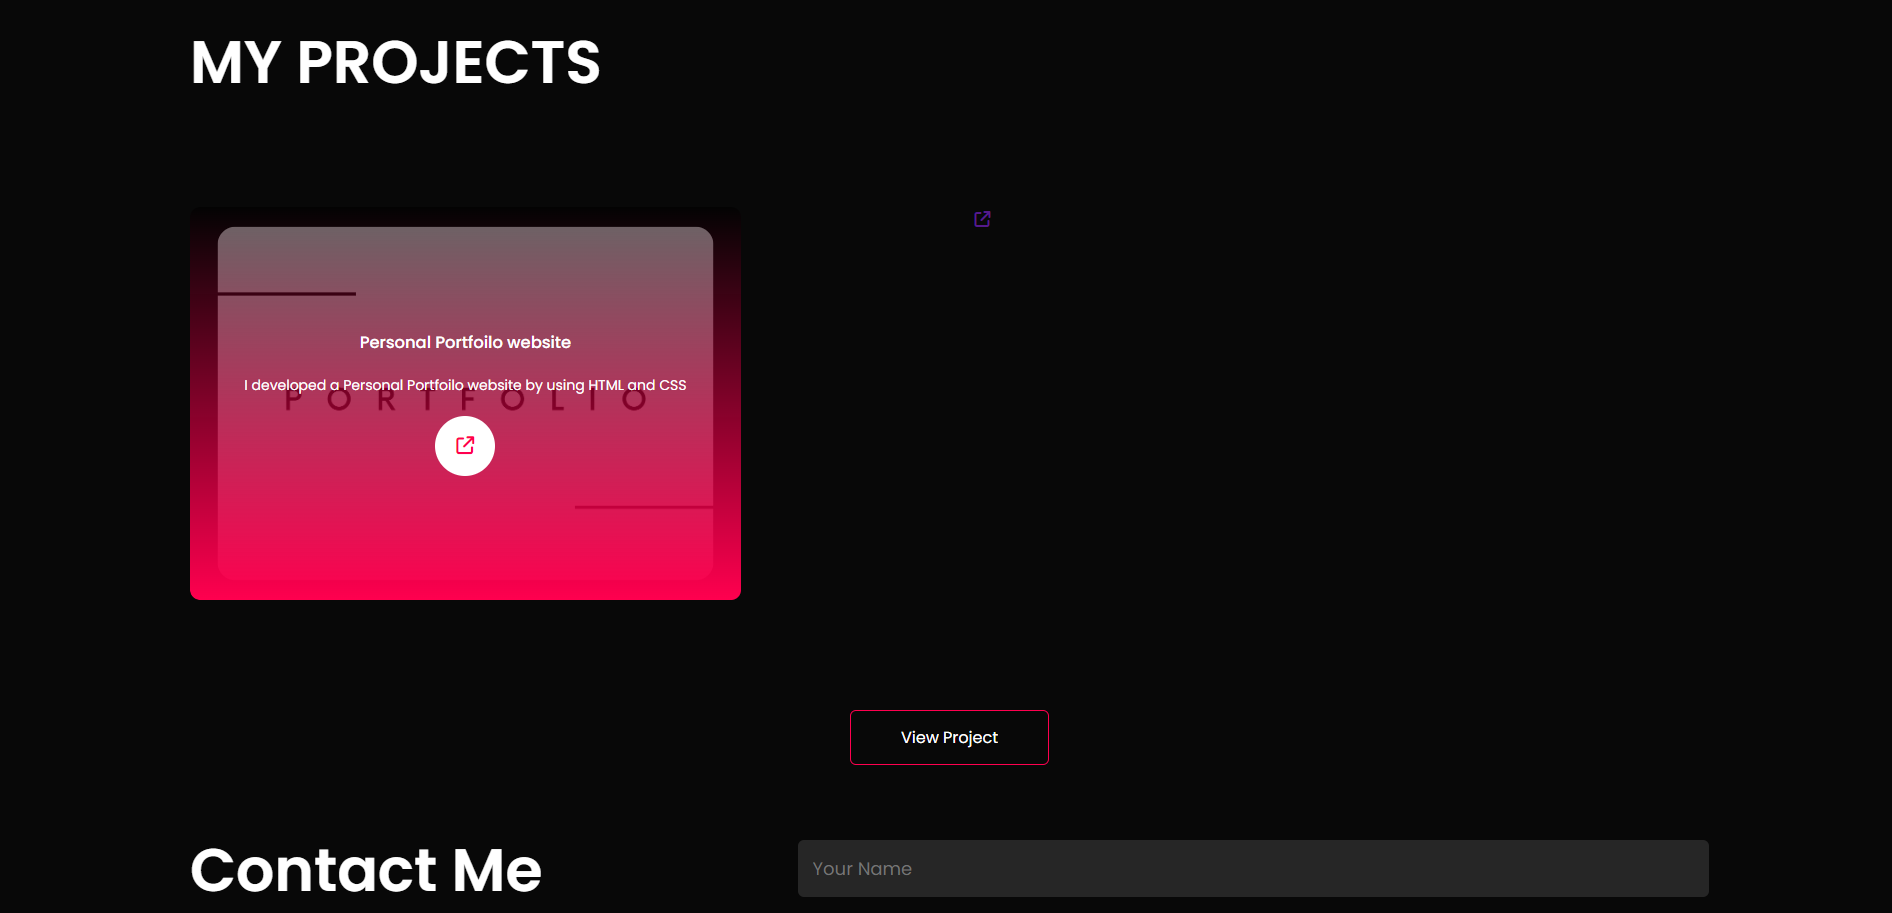 MY PROJECTS
Personal Portfoilo website
I developed a Personal Portfoilo website by using HTML and CSS
PORTFOLIO
View Project
Contact Me
Your Name